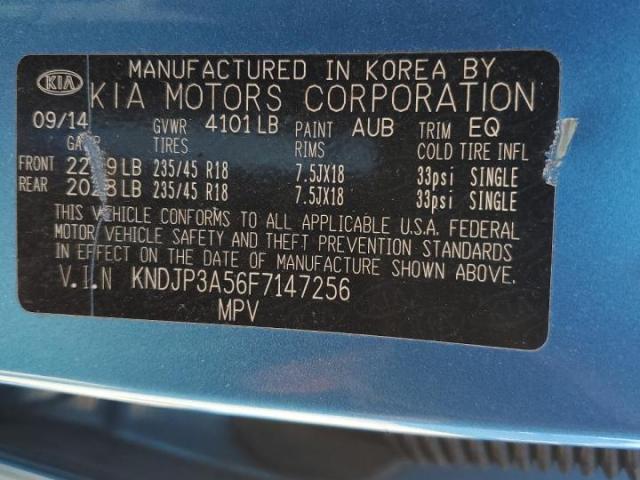 KIA
MANUFACTURED IN KOREA BY
KIA MOTORS CORPORATION
09/14 GVWR 4101LB PAINT AUB TRIM EQ
TIRES RIMS COLD TIRE INFL
FRONT LB 235/45 R18 7.5JX18 33psi SINGLE
REAR LB 235/45 R18 7.5JX18 33psi SINGLE
THIS VEHICLE CONFORMS TO ALL APPLICABLE U.S.A. FEDERAL
MOTOR VEHICLE SAFETY AND THEFT PREVENTION STANDARDS
IN EFFECT ON THE DATE OF MANUFACTURE SHOWN ABOVE.
V.I.N KNDJP3A56F7147256
MPV